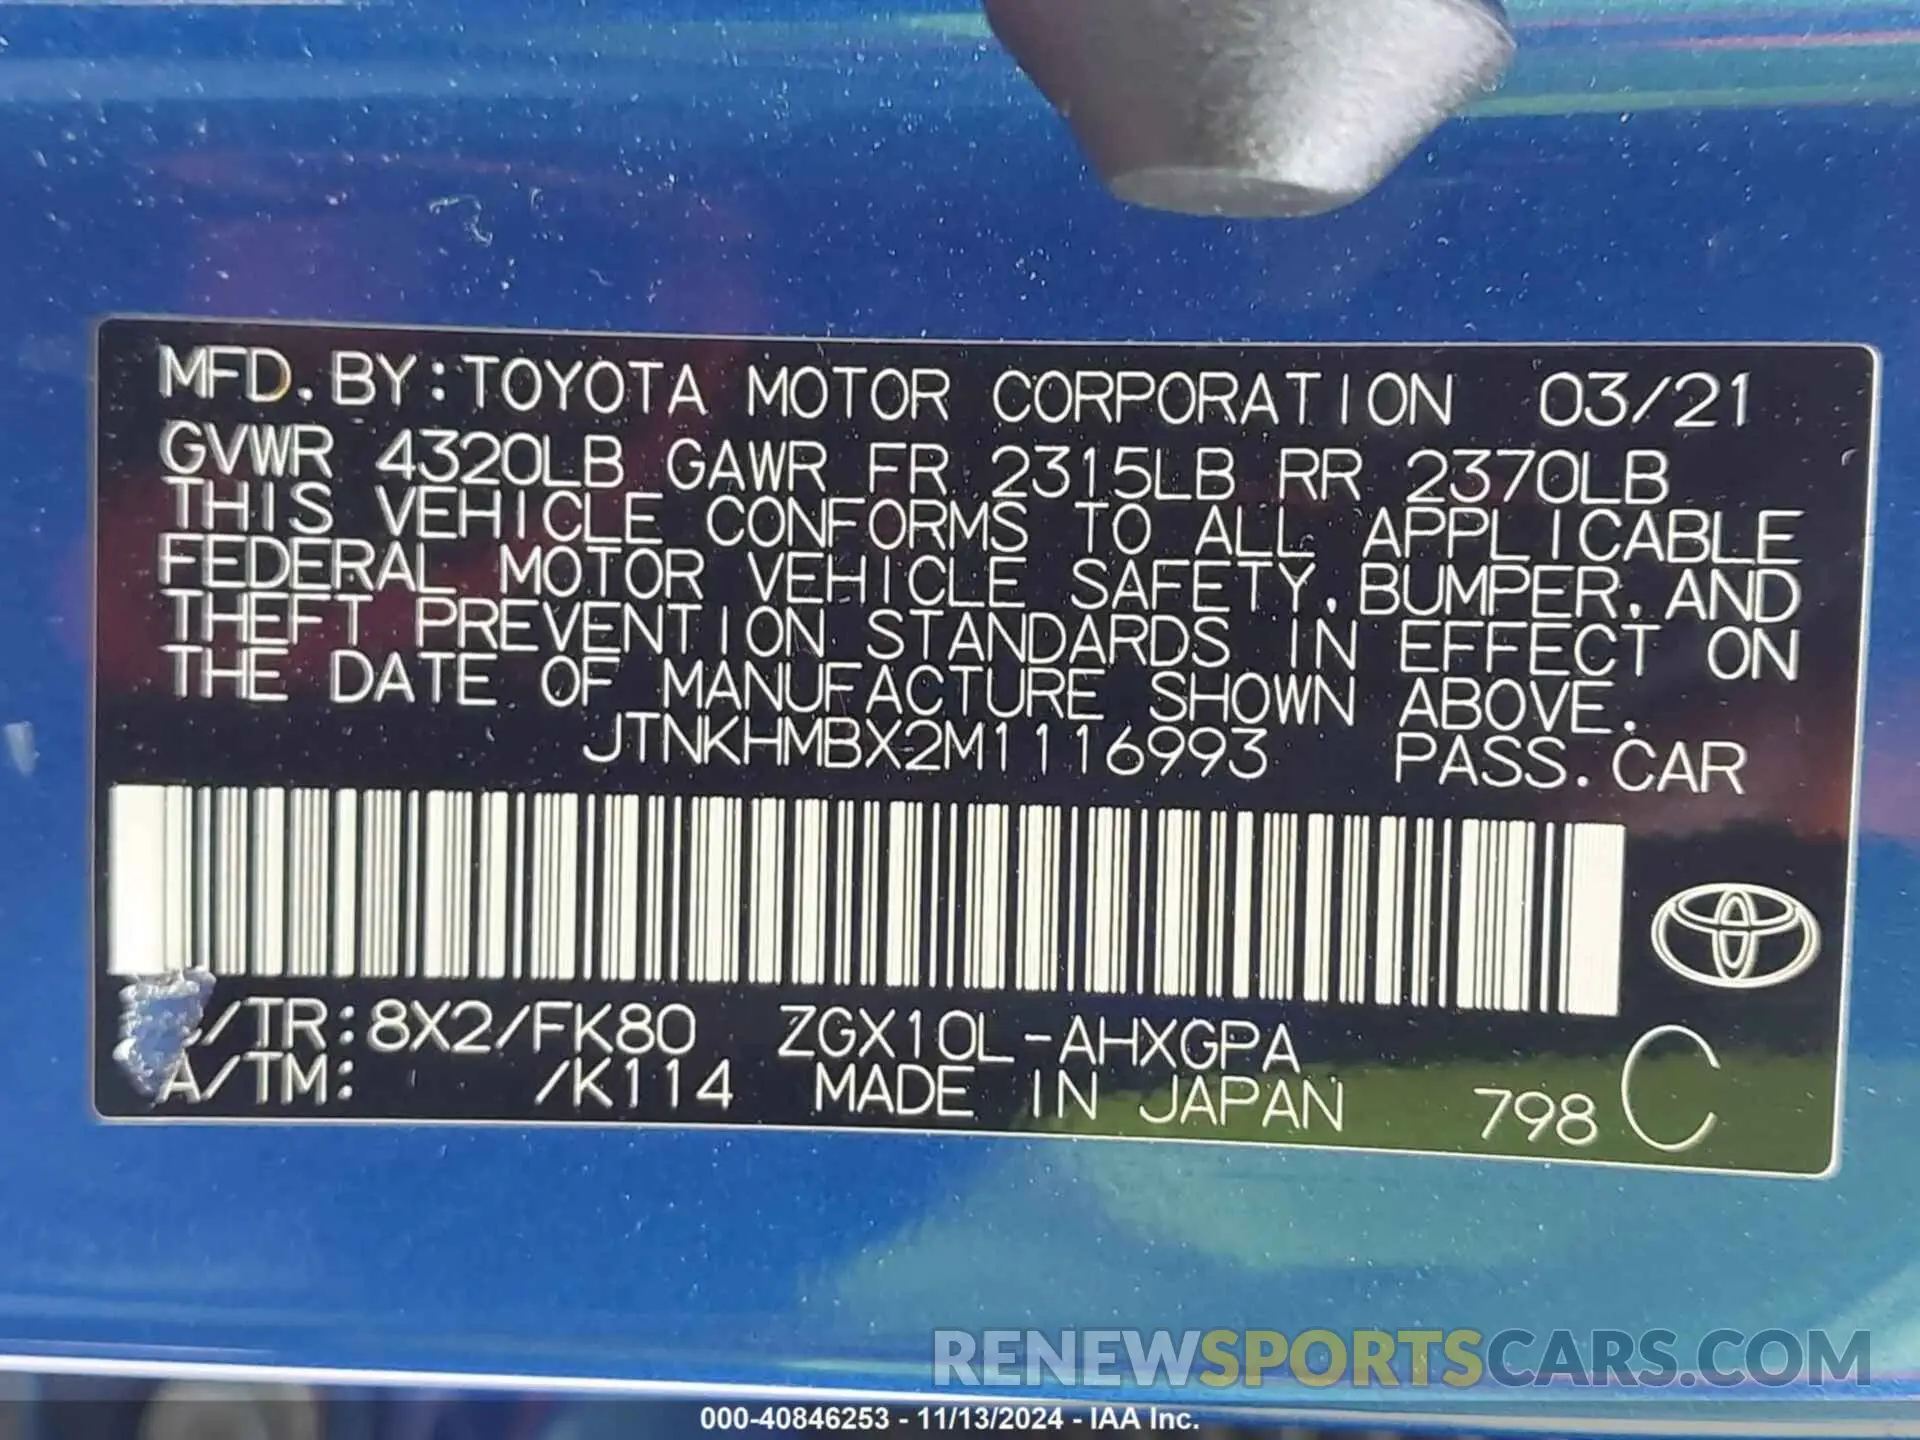 MFD. BY: TOYOTA MOTOR CORPORATION 03/21
GVWR 4320LB GAWR FR 2315LB RR 2370LB
THIS VEHICLE CONFORMS TO ALL APPLICABLE
FEDERAL MOTOR VEHICLE SAFETY, BUMPER, AND
THEFT PREVENTION STANDARDS IN EFFECT ON
THE DATE OF MANUFACTURE SHOWN ABOVE.
JTNKHMBX2M1116993 PASS. CAR
/TR: 8X2/FK80 ZGX10L-AHXGPA
A/TM: /K114 MADE IN JAPAN 798 C
RENEWSPORTSCARS.COM
000-40846253 - 11/13/2024 - IAA Inc.